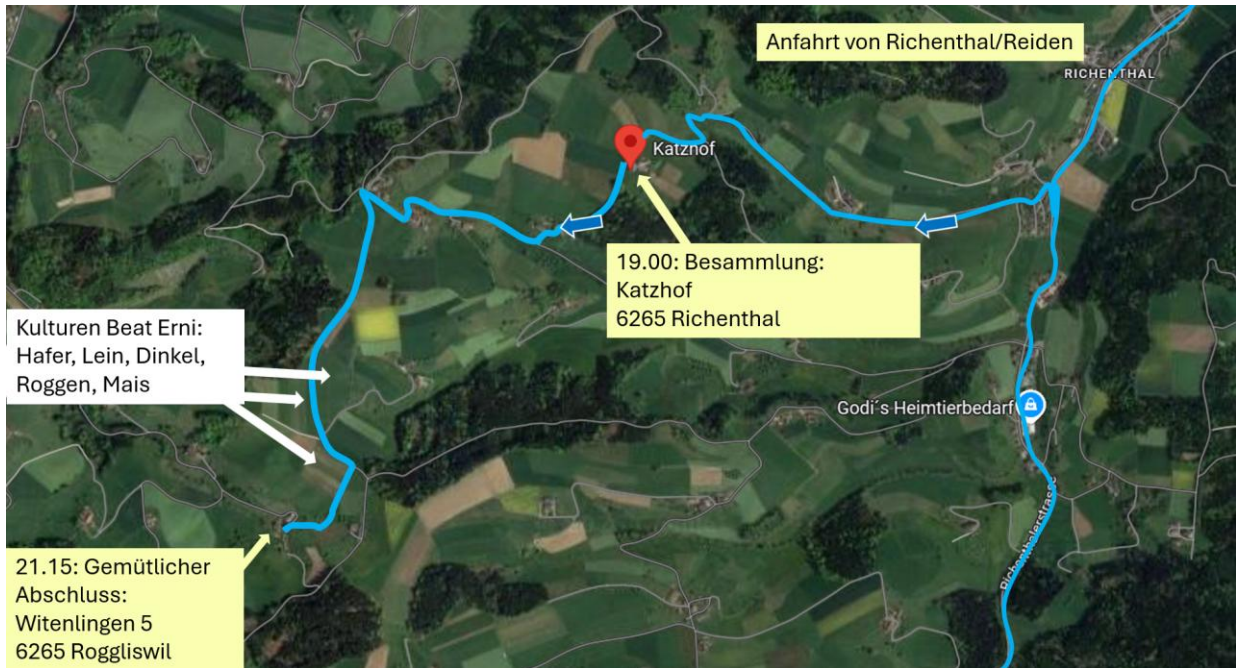 Anfahrt von Richenthal/Reiden
RICHENTHAL
Katznof
19.00: Besammlung:
Katzhof
6265 Richenthal
Kulturen Beat Erni:
Hafer, Lein, Dinkel,
Roggen, Mais
Godi´s Heimtierbedarf
Richenthalerstrasse
21.15: Gemütlicher
Abschluss:
Witenlingen 5
6265 Roggliswil